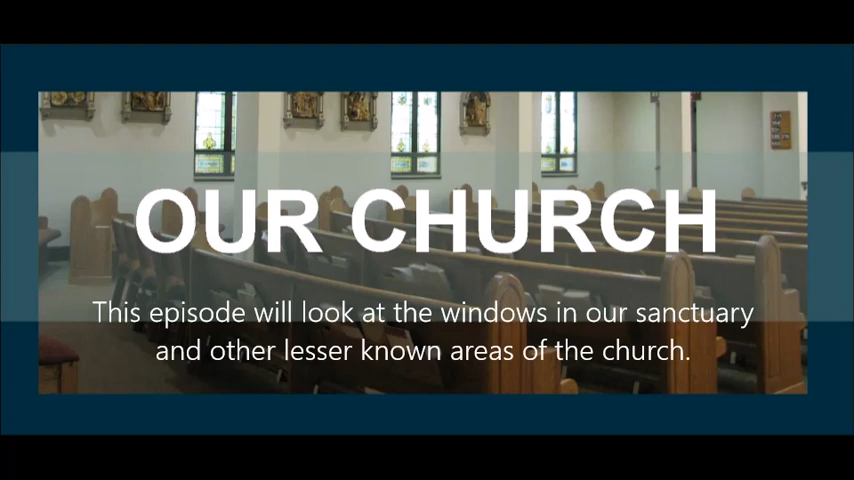 OUR CHURCH
This episode will look at the windows in our sanctuary
and other lesser known areas of the church.